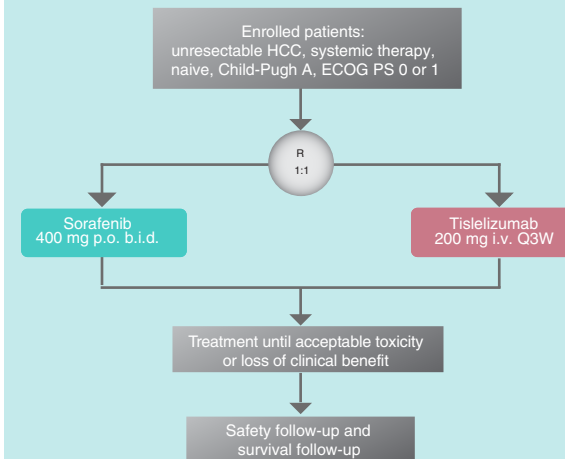 Enrolled patients:
unresectable HCC, systemic therapy,
naive, Child-Pugh A, ECOG PS 0 or 1
R
1:1
Sorafenib
400 mg p.o. b.i.d.
Tislelizumab
200 mg i.v. Q3W
Treatment until acceptable toxicity
or loss of clinical benefit
Safety follow-up and
survival follow-up